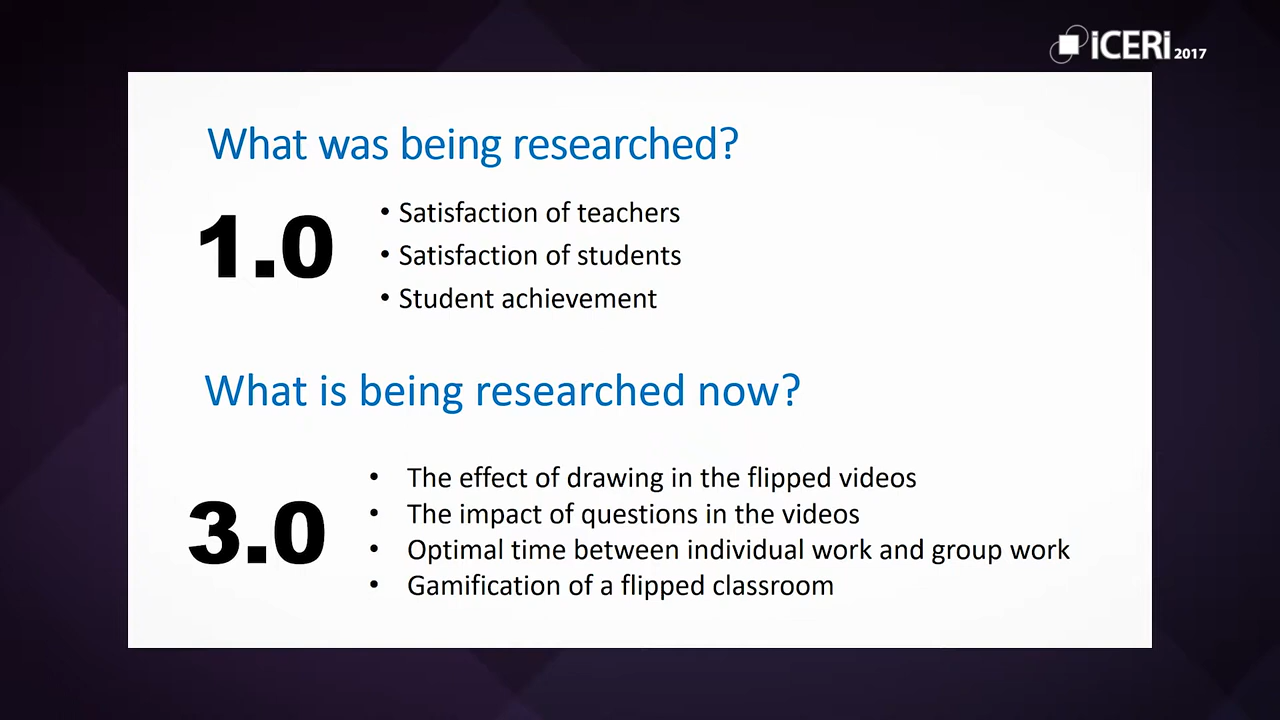 iCERi 2017
What was being researched?
1.0
• Satisfaction of teachers
• Satisfaction of students
• Student achievement
What is being researched now?
3.0
• The effect of drawing in the flipped videos
• The impact of questions in the videos
• Optimal time between individual work and group work
• Gamification of a flipped classroom